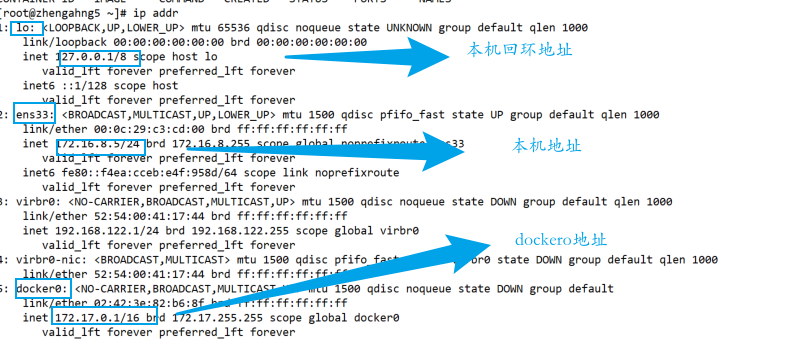 [root@zhengahng5 ~]# ip addr
1: lo: <LOOPBACK,UP,LOWER_UP> mtu 65536 qdisc noqueue state UNKNOWN group default qlen 1000
link/loopback 00:00:00:00:00:00 brd 00:00:00:00:00:00
本机回环地址
inet 127.0.0.1/8 scope host lo
valid_lft forever preferred_lft forever
inet6 ::1/128 scope host
valid_lft forever preferred_lft forever
2: ens33: <BROADCAST,MULTICAST,UP,LOWER_UP> mtu 1500 qdisc pfifo_fast state UP group default qlen 1000
link/ether 00:0c:29:c3:cd:00 brd ff:ff:ff:ff:ff:ff
inet 172.16.8.5/24 brd 172.16.8.255 scope global noprefixroute ens33
本机地址
valid_lft forever preferred_lft forever
inet6 fe80::f4ea:cceb:e4f:958d/64 scope link noprefixroute
valid_lft forever preferred_lft forever
3: virbr0: <NO-CARRIER,BROADCAST,MULTICAST,UP> mtu 1500 qdisc noqueue state DOWN group default qlen 1000
link/ether 52:54:00:41:17:44 brd ff:ff:ff:ff:ff:ff
inet 192.168.122.1/24 brd 192.168.122.255 scope global virbr0
valid_lft forever preferred_lft forever
dockero地址
4: virbr0-nic: <BROADCAST,MULTICAST> mtu 1500 qdisc pfifo_fast state DOWN group default qlen 1000
link/ether 52:54:00:41:17:44 brd ff:ff:ff:ff:ff:ff
5: docker0: <NO-CARRIER,BROADCAST,MULTICAST, mtu 1500 qdisc noqueue state DOWN group default
link/ether 02:42:3e:82:b6:8f brd ff:ff:ff:ff:ff:ff
inet 172.17.0.1/16 brd 172.17.255.255 scope global docker0
valid_lft forever preferred_lft forever